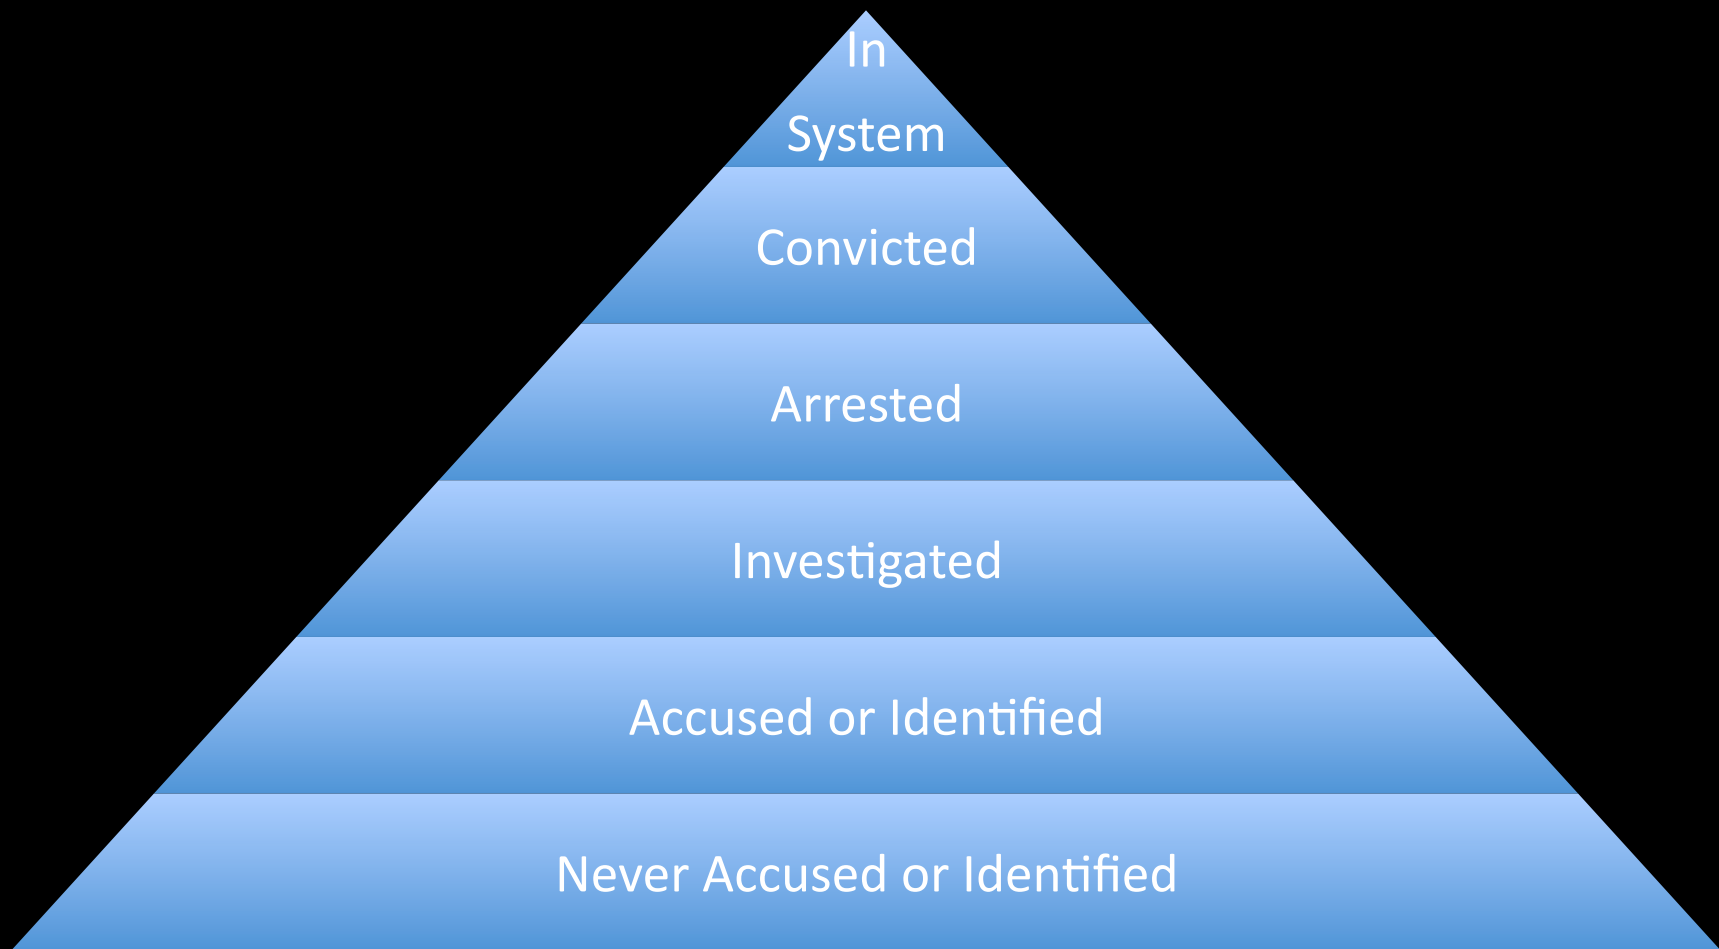 In
System
Convicted
Arrested
Investigated
Accused or Identified
Never Accused or Identified